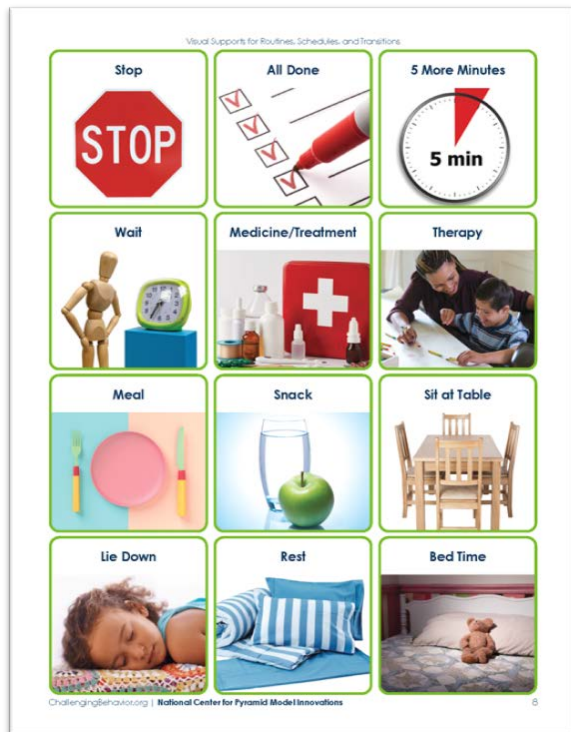 Visual Supports for Routines, Schedules, and Transitions
Stop
All Done
5 More Minutes
STOP
5 min
Wait
Medicine/Treatment
Therapy
Meal
Snack
Sit at Table
Lie Down
Rest
Bed Time
ChallengingBehavior.org | National Center for Pyramid Model Innovations
8